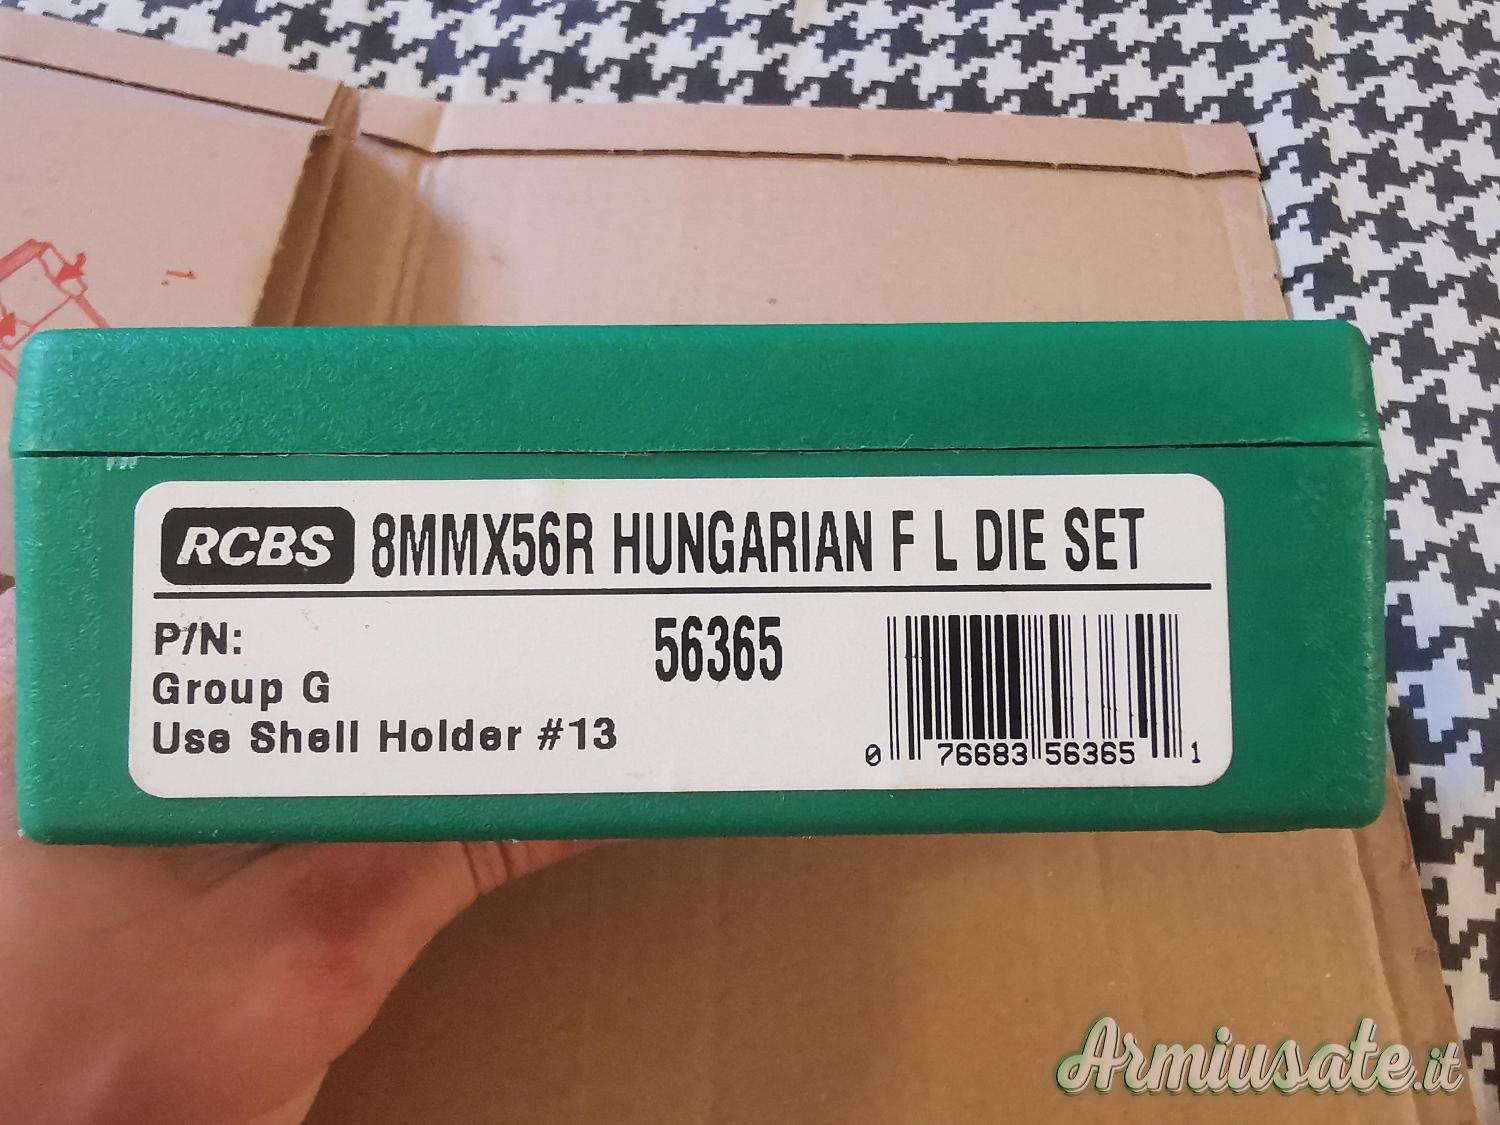 RCBS 8MMX56R HUNGARIAN F L DIE SET
P/N: 56365
Group G
Use Shell Holder #13
0 76683 56365 1
Armiusate.it